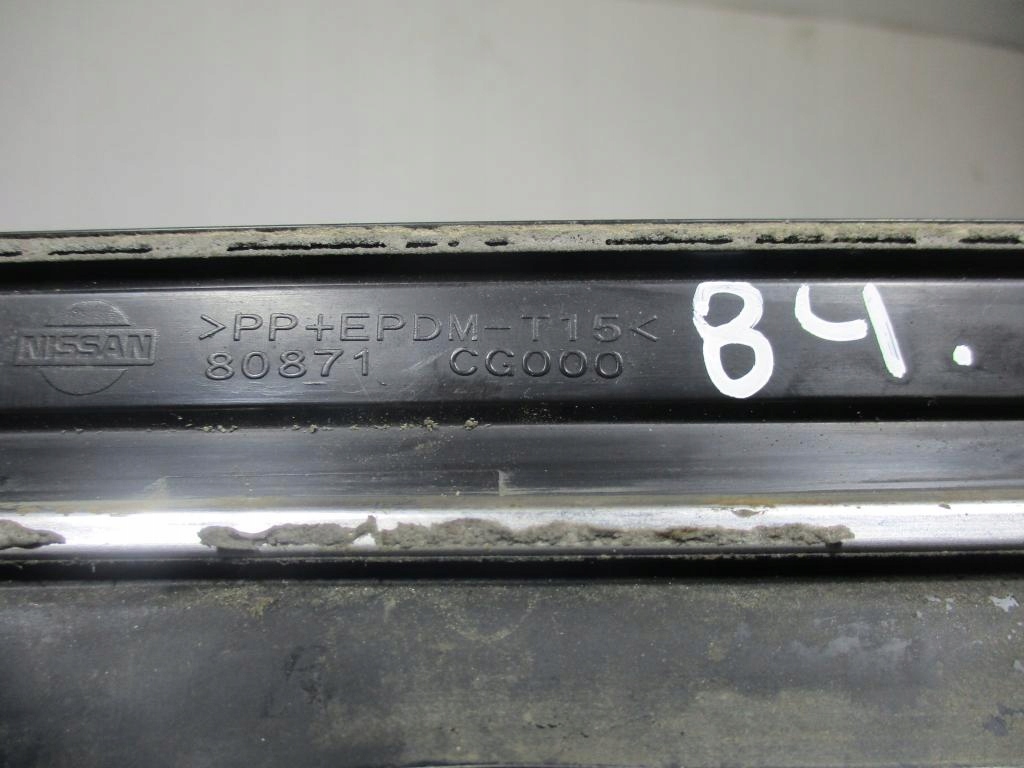 NISSAN
>PP+EPDM-T15<
80871 CG000
84.